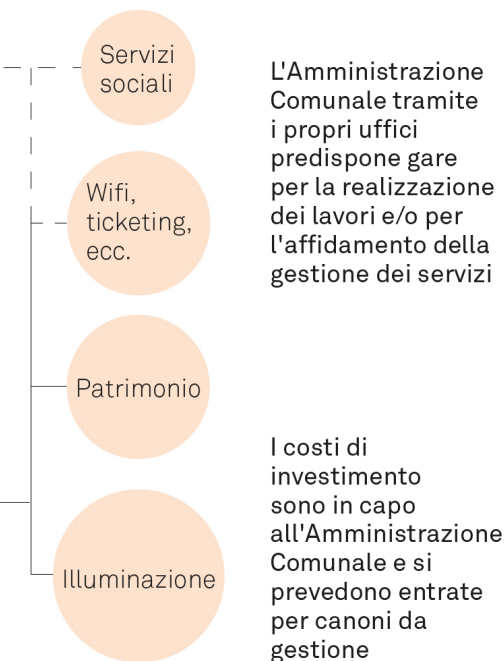 Servizi
sociali
L'Amministrazione
Comunale tramite
i propri uffici
predispone gare
per la realizzazione
dei lavori e/o per
l'affidamento della
gestione dei servizi
Wifi,
ticketing,
ecc.
Patrimonio
I costi di
investimento
sono in capo
all'Amministrazione
Comunale e si
prevedono entrate
per canoni da
gestione
Illuminazione